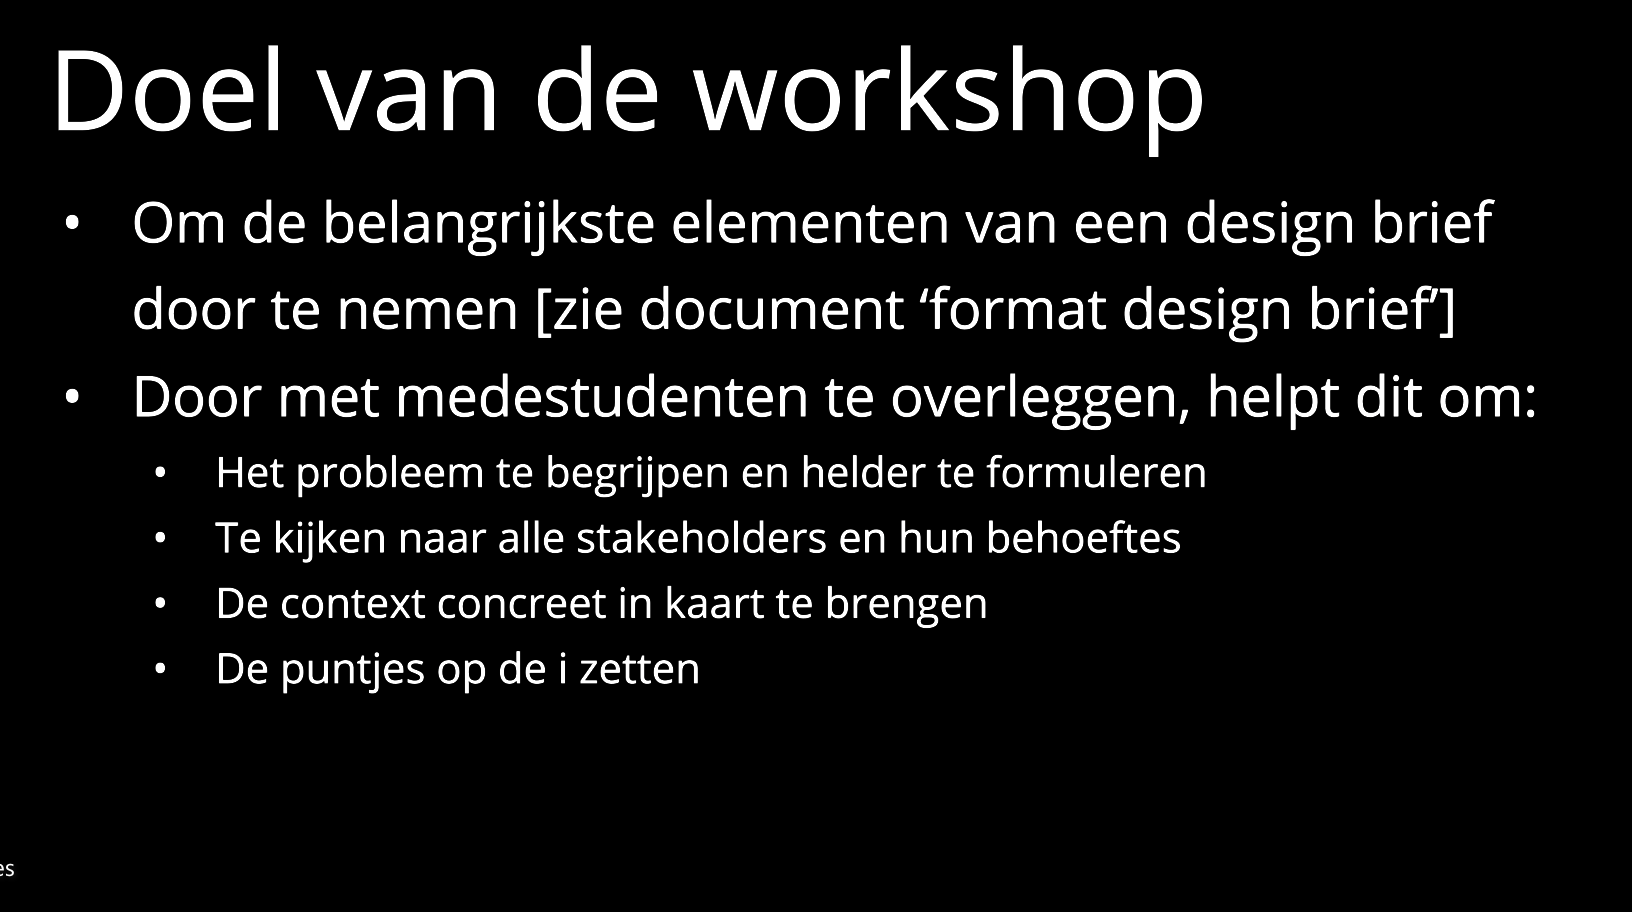 Doel van de workshop
• Om de belangrijkste elementen van een design brief
door te nemen [zie document ‘format design brief’]
• Door met medestudenten te overleggen, helpt dit om:
• Het probleem te begrijpen en helder te formuleren
• Te kijken naar alle stakeholders en hun behoeftes
• De context concreet in kaart te brengen
• De puntjes op de i zetten